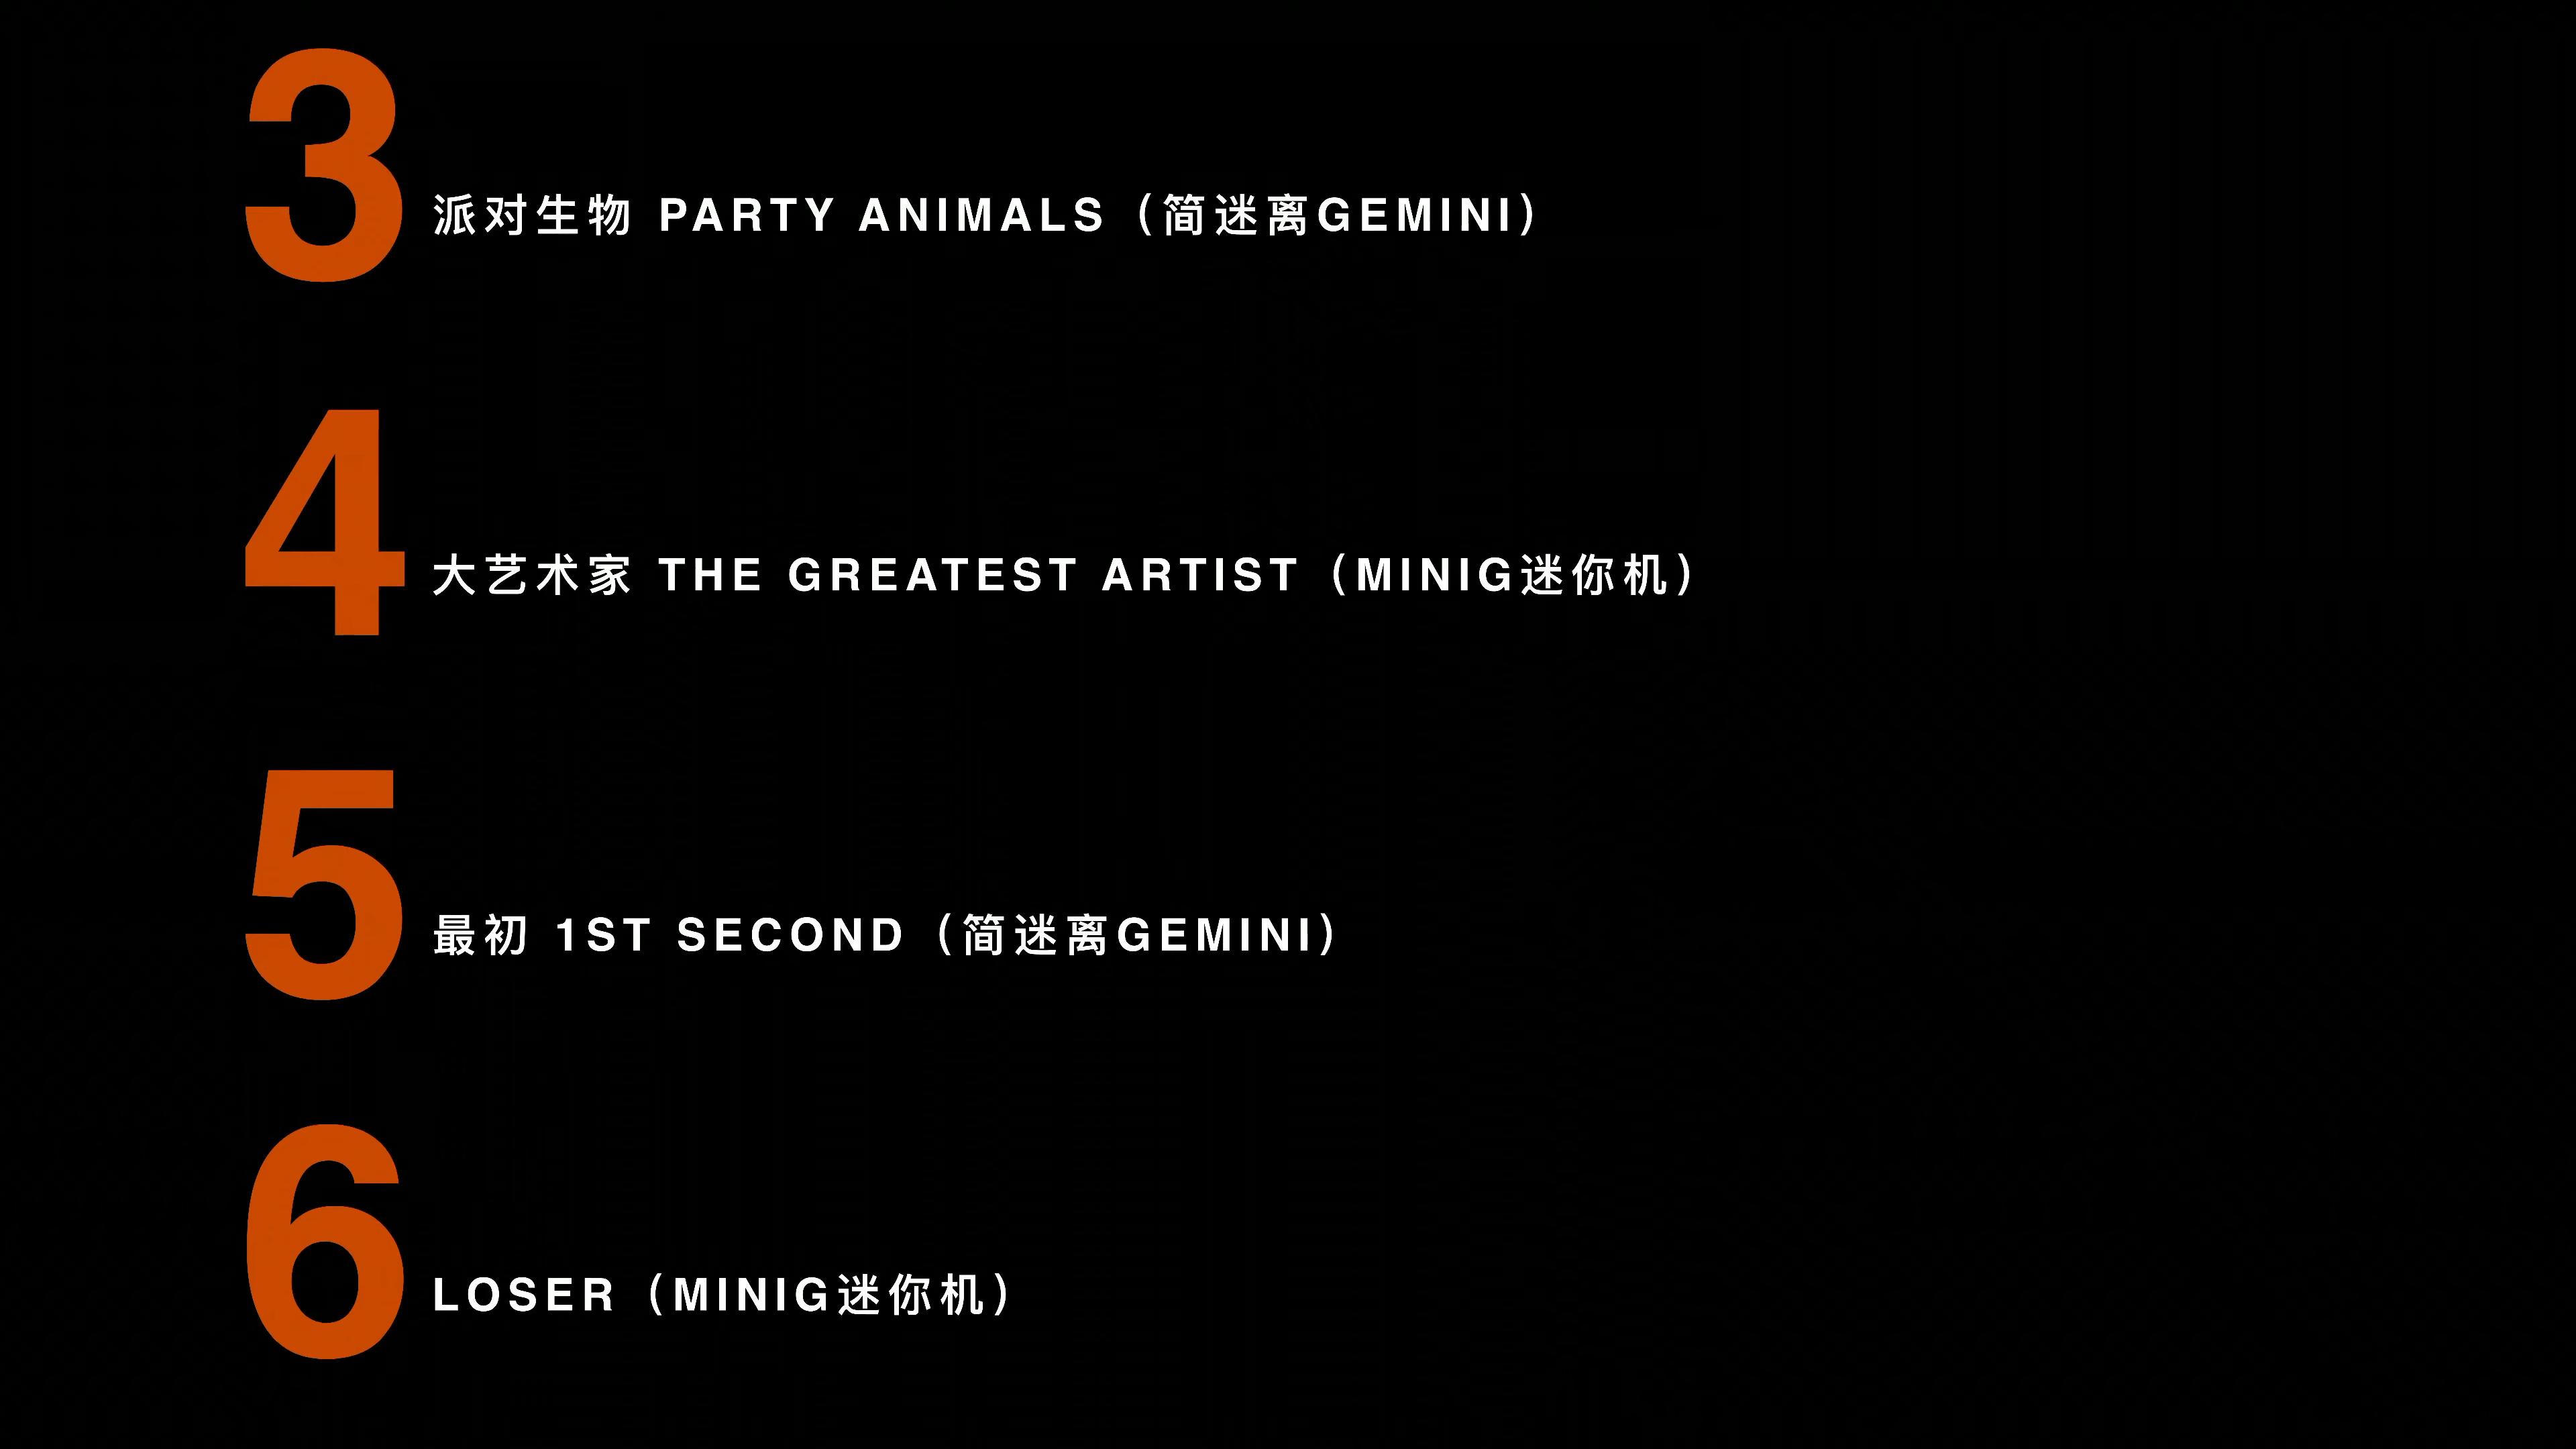 3
派对生物 PARTY ANIMALS（简迷离GEMINI）
4
大艺术家 THE GREATEST ARTIST（MINIG迷你机）
5
最初 1ST SECOND（简迷离GEMINI）
6
LOSER（MINIG迷你机）